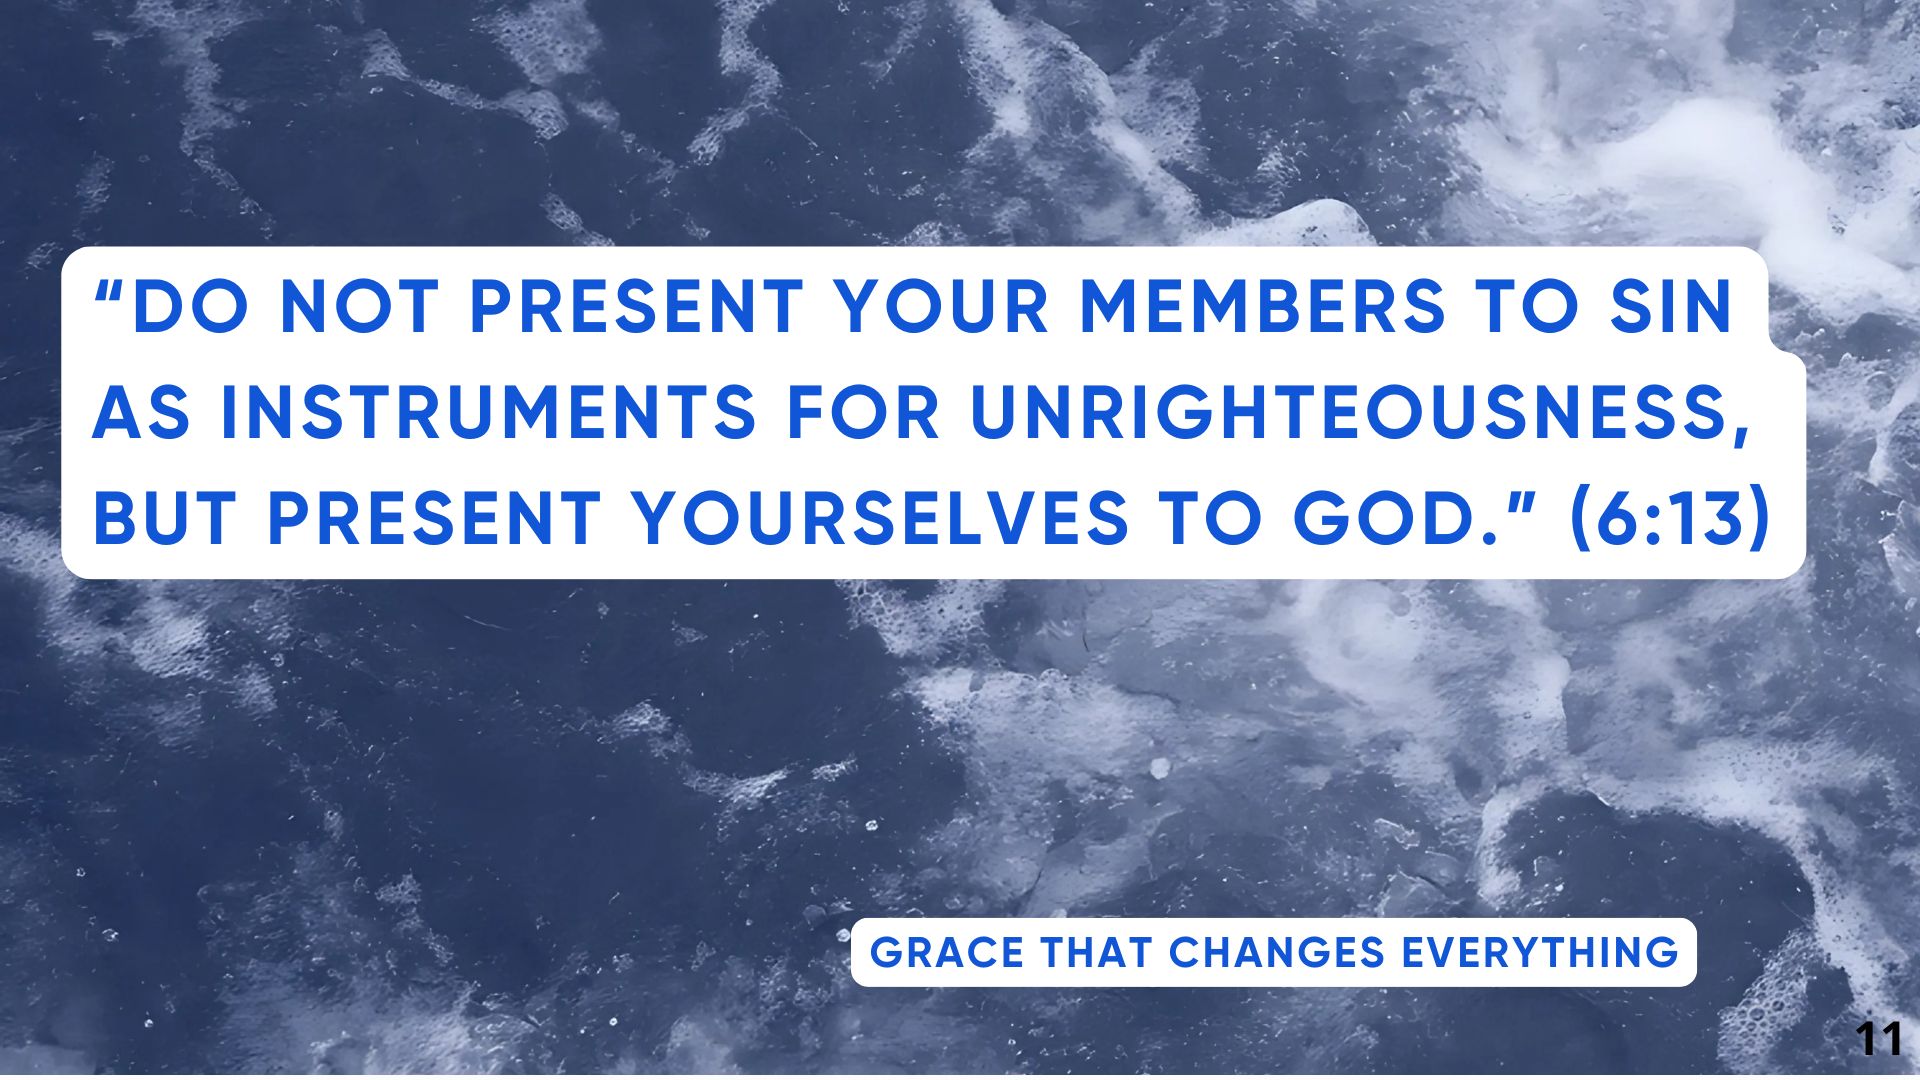 “DO NOT PRESENT YOUR MEMBERS TO SIN
AS INSTRUMENTS FOR UNRIGHTEOUSNESS,
BUT PRESENT YOURSELVES TO GOD.” (6:13)
GRACE THAT CHANGES EVERYTHING
11